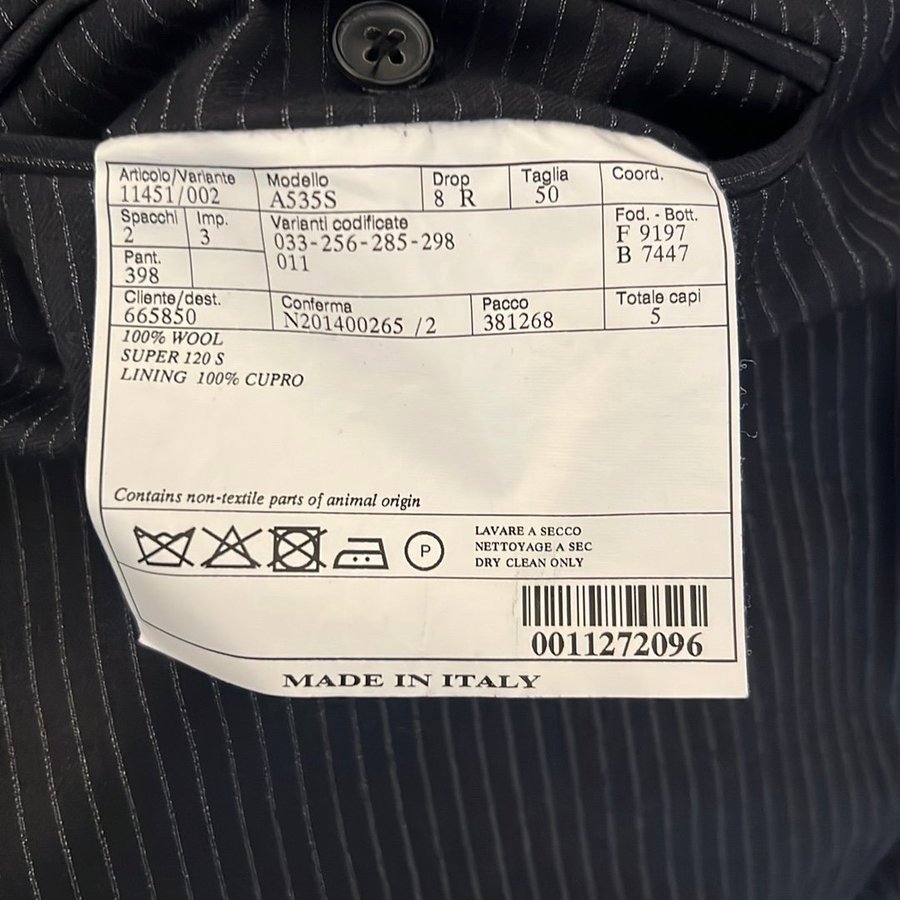 Articolo/Variante Modello Drop Taglia Coord.
11451/002 A535S 8 R 50
Spacchi Imp. Varianti codificate Fod. - Bott.
2 3 033-256-285-298 F 9197
Pant. 011 B 7447
398
Cliente/dest. Conferma Pacco Totale capi
665850 N201400265 /2 381268 5
100% WOOL
SUPER 120 S
LINING 100% CUPRO
Contains non-textile parts of animal origin
P
LAVARE A SECCO
NETTOYAGE A SEC
DRY CLEAN ONLY
0011272096
MADE IN ITALY